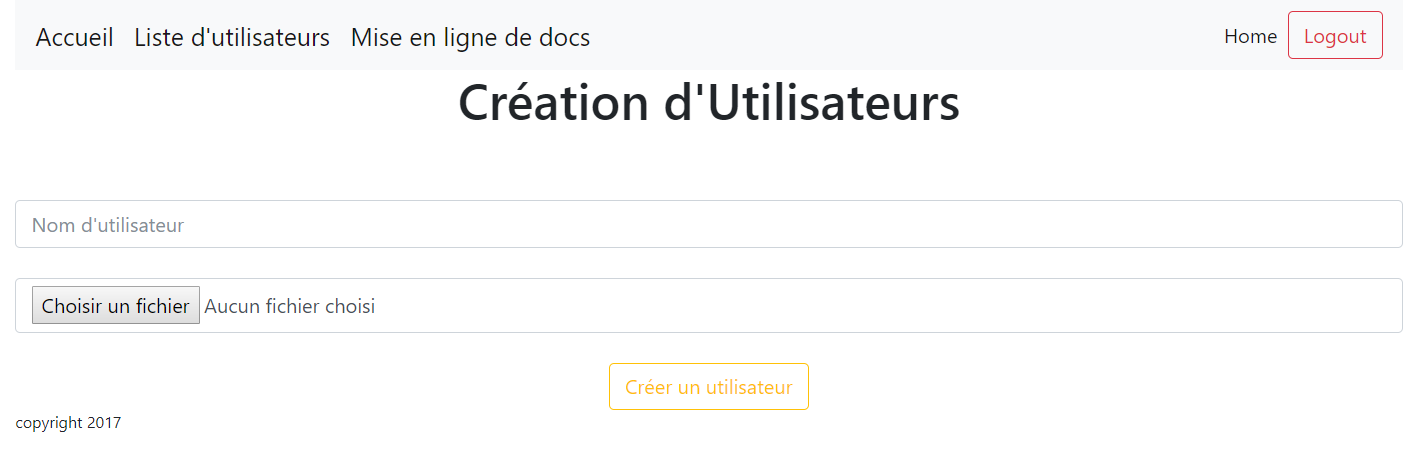 Accueil Liste d'utilisateurs Mise en ligne de docs Home Logout
Création d'Utilisateurs
Nom d'utilisateur
Choisir un fichier Aucun fichier choisi
Créer un utilisateur
copyright 2017